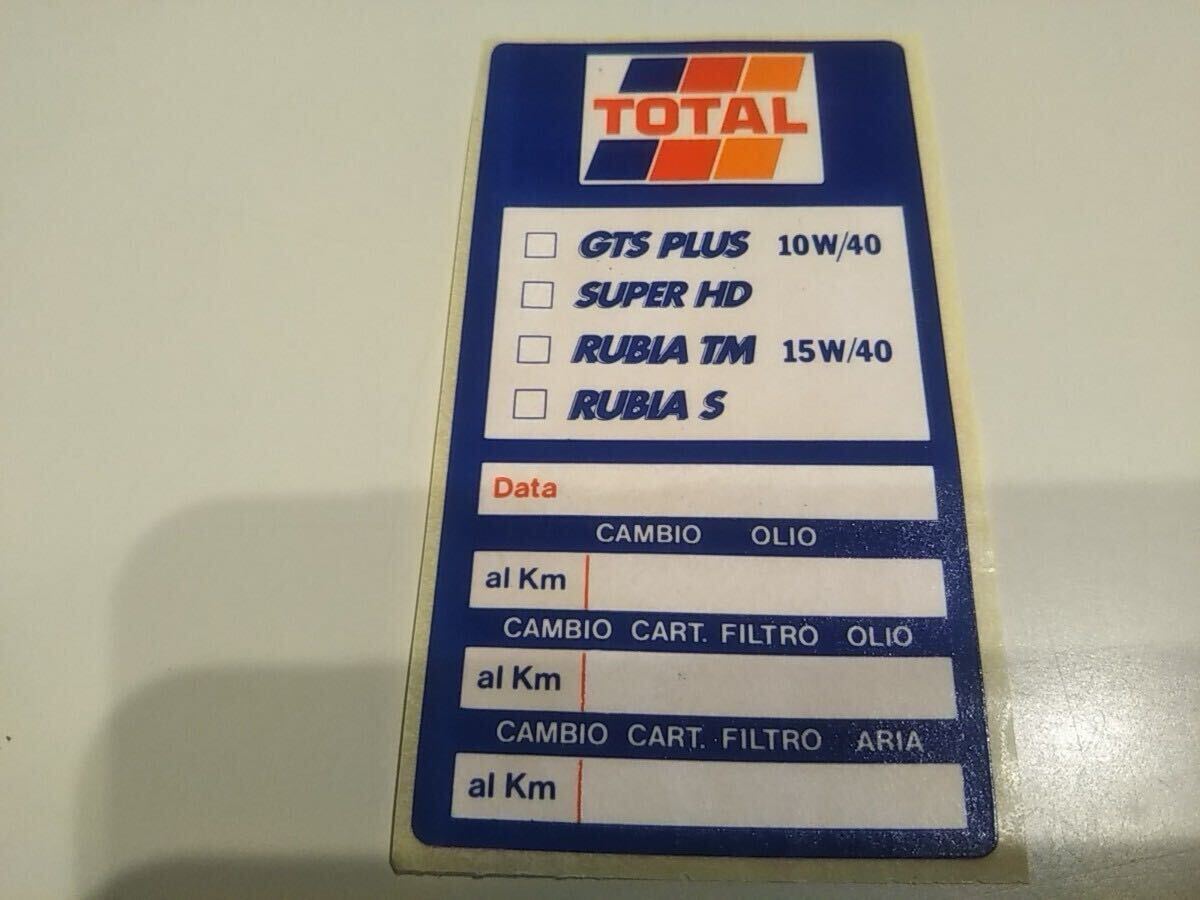 TOTAL
GTS PLUS 10W/40
SUPER HD
RUBIA TM 15W/40
RUBIA S
Data
CAMBIO OLIO
al Km
CAMBIO CART. FILTRO OLIO
al Km
CAMBIO CART. FILTRO ARIA
al Km